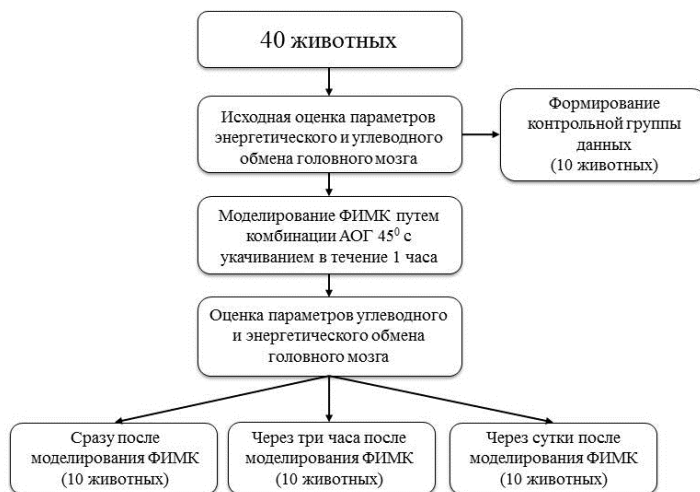 40 животных
Исходная оценка параметров
энергетического и углеводного
обмена головного мозга
Формирование
контрольной группы
данных
(10 животных)
Моделирование ФИМК путем
комбинации АОГ 45⁰ с
укачиванием в течение 1 часа
Оценка параметров углеводного
и энергетического обмена
головного мозга
Сразу после
моделирования ФИМК
(10 животных)
Через три часа после
моделирования ФИМК
(10 животных)
Через сутки после
моделирования ФИМК
(10 животных)